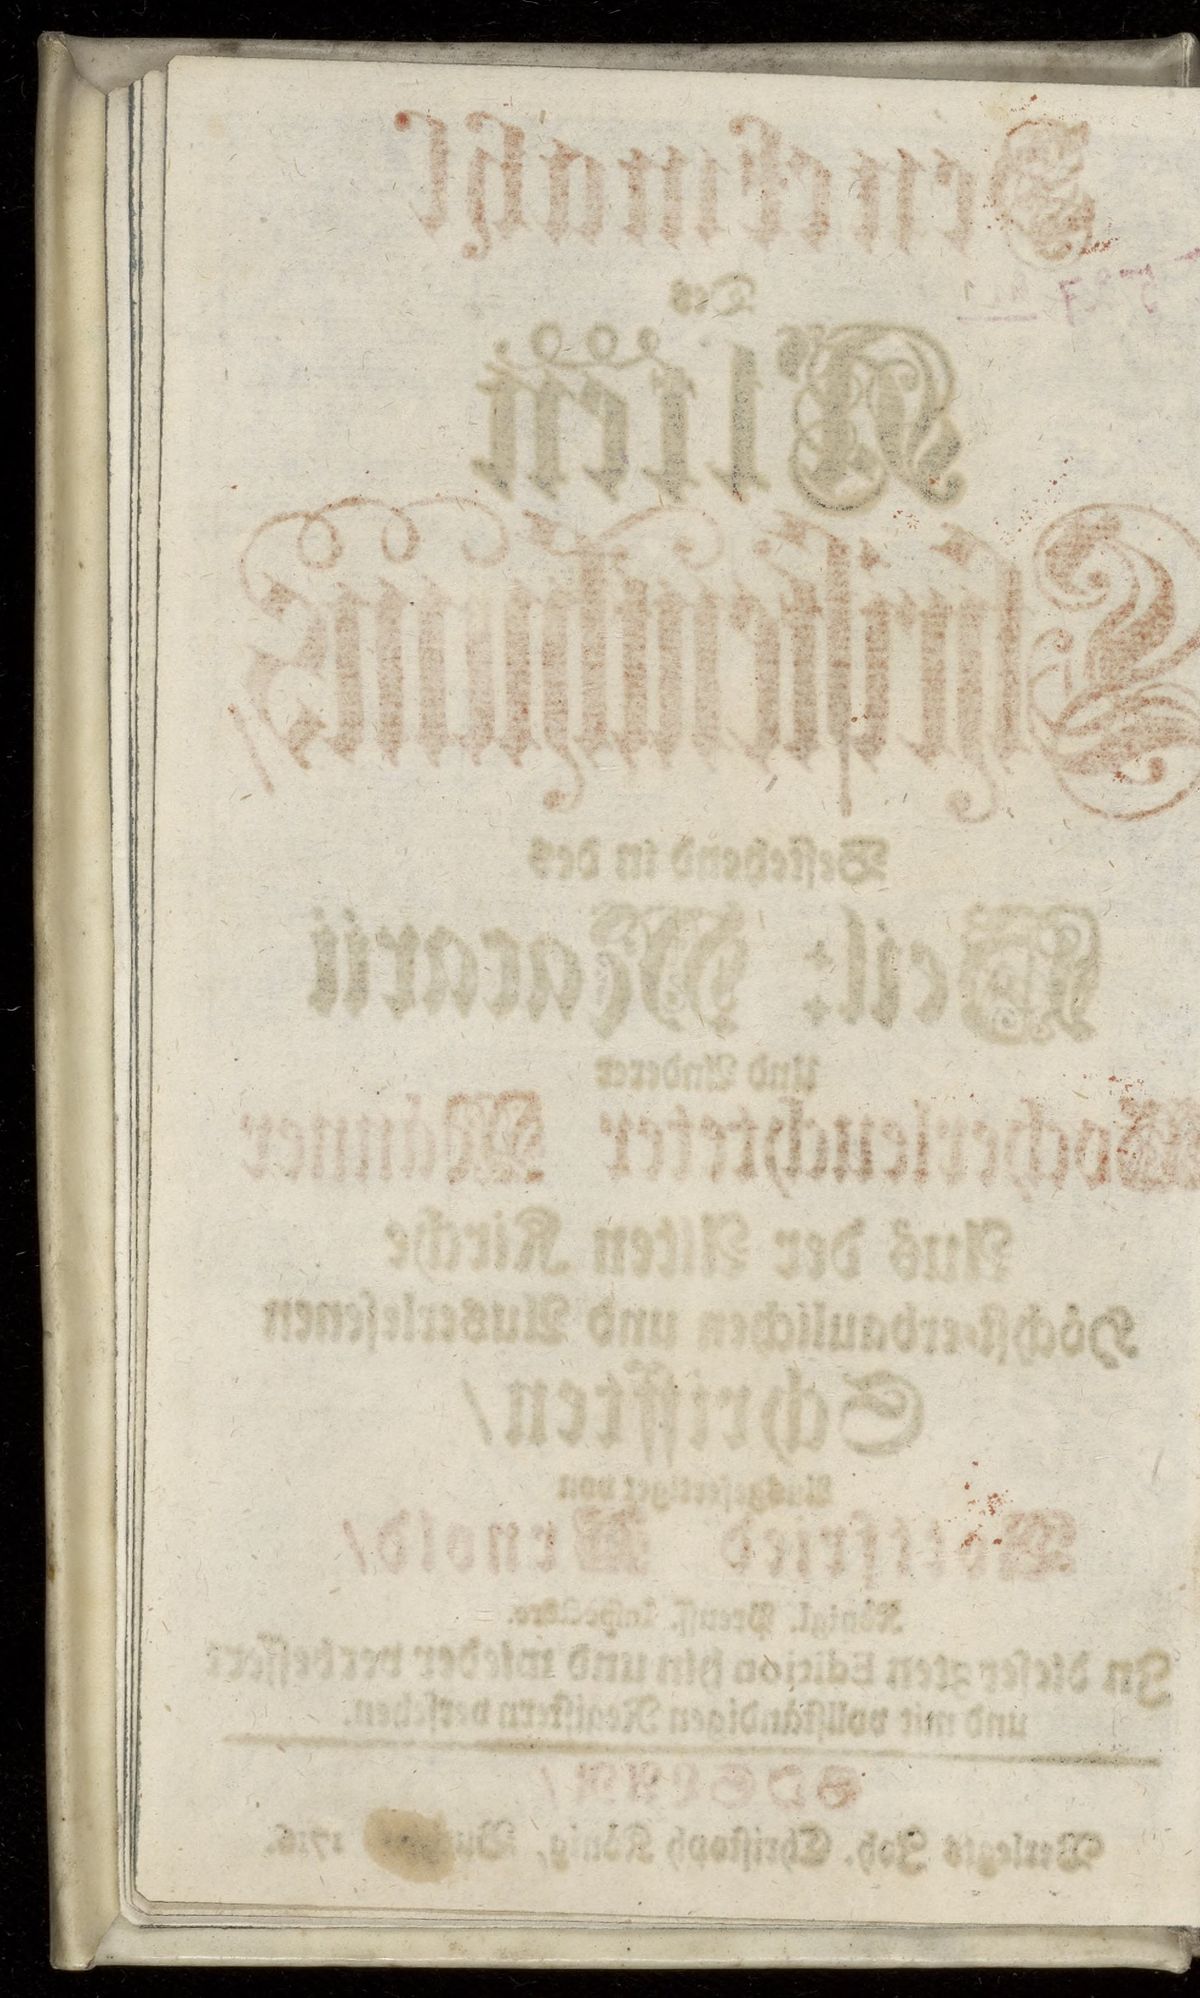 Denckmahl
Des
Alten
Christenthums/
Bestehend in des
Heil: Macarii
Und Anderer
Hocherleuchteter Männer
Aus der Alten Kirche
Höchsterbaulichen und Außerlesenen
Schrifften/
Ausgefertiget von
Gottfried Arnold/
Königl. Preuss. Inspectore.
In dieser Edition hin und wieder verbessert
und mit vollständigen Registern versehen.
GOSLAR/
Verlegts Joh. Christoph König, 1716.